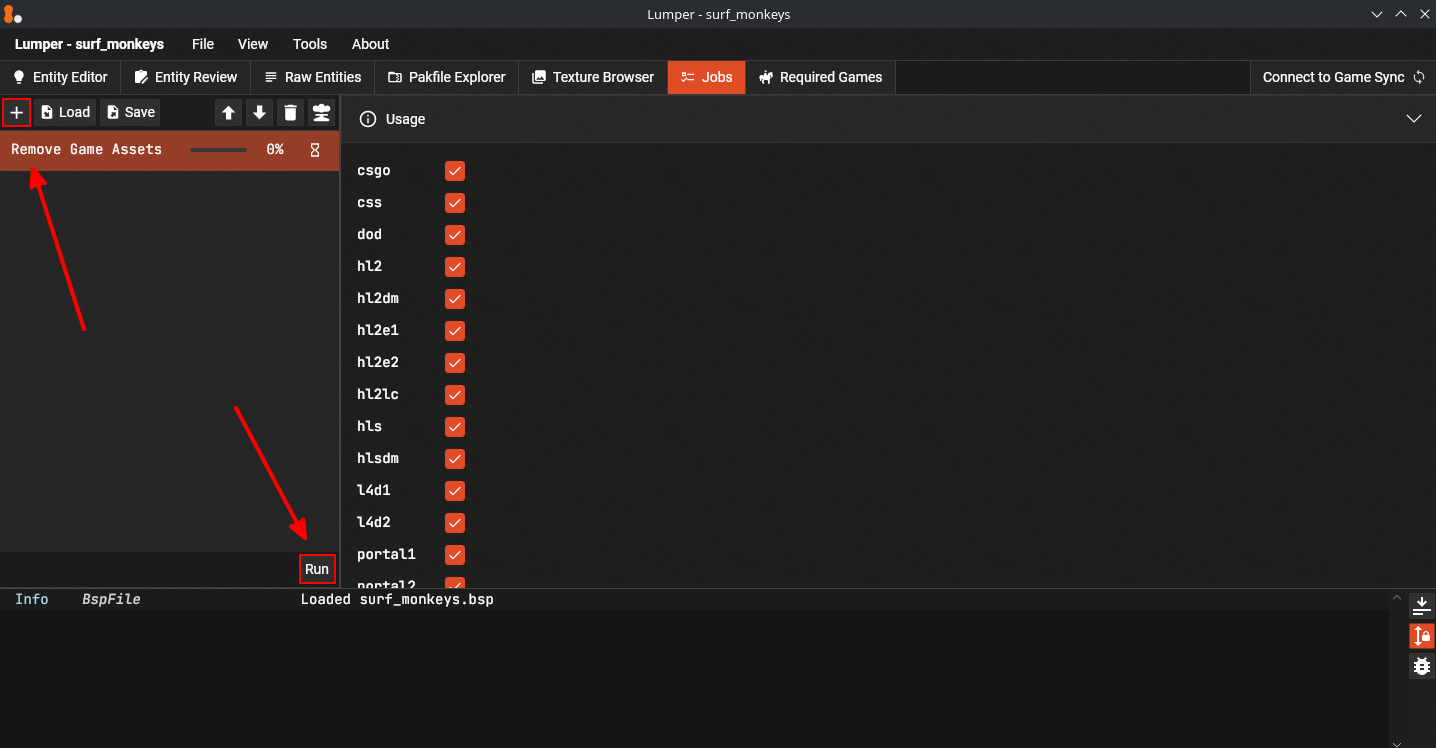 Lumper - surf_monkeys
Lumper - surf_monkeys File View Tools About
Entity Editor Entity Review Raw Entities Pakfile Explorer Texture Browser Jobs Required Games Connect to Game Sync
Load Save
Usage
Remove Game Assets 0%
csgo
css
dod
hl2
hl2dm
hl2e1
hl2e2
hl2lc
hls
hlsdm
l4d1
l4d2
portal1
portal2
Run
Info BspFile Loaded surf_monkeys.bsp